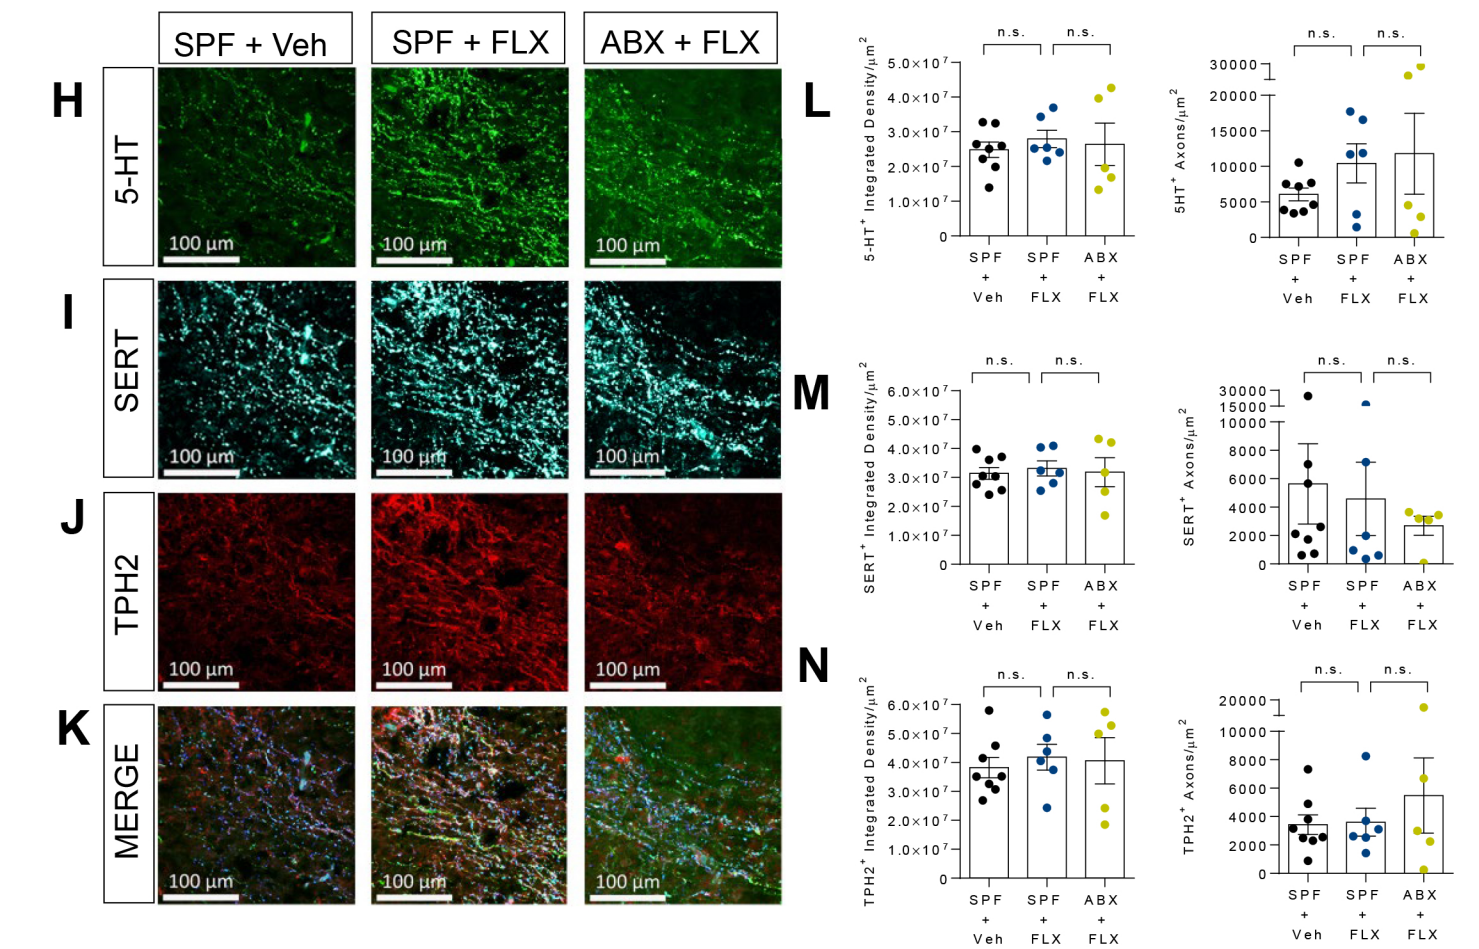 SPF + Veh
SPF + FLX
ABX + FLX
H
5-HT
100 µm
100 µm
100 µm
I
SERT
100 µm
100 µm
100 µm
J
TPH2
100 µm
100 µm
100 µm
K
MERGE
100 µm
100 µm
100 µm
L
5-HT⁺ Integrated Density/µm²
n.s.
n.s.
5.0×10⁷
4.0×10⁷
3.0×10⁷
2.0×10⁷
1.0×10⁷
0
SPF
+
Veh
SPF
+
FLX
ABX
+
FLX
5HT⁺ Axons/µm²
n.s.
n.s.
30000
20000
15000
10000
5000
0
SPF
+
Veh
SPF
+
FLX
ABX
+
FLX
M
SERT⁺ Integrated Density/µm²
n.s.
n.s.
6.0×10⁷
5.0×10⁷
4.0×10⁷
3.0×10⁷
2.0×10⁷
1.0×10⁷
0
SPF
+
Veh
SPF
+
FLX
ABX
+
FLX
SERT⁺ Axons/µm²
n.s.
n.s.
30000
15000
10000
8000
6000
4000
2000
0
SPF
+
Veh
SPF
+
FLX
ABX
+
FLX
N
TPH2⁺ Integrated Density/µm²
n.s.
n.s.
6.0×10⁷
5.0×10⁷
4.0×10⁷
3.0×10⁷
2.0×10⁷
1.0×10⁷
0
SPF
+
Veh
SPF
+
FLX
ABX
+
FLX
TPH2⁺ Axons/µm²
n.s.
n.s.
20000
10000
8000
6000
4000
2000
0
SPF
+
Veh
SPF
+
FLX
ABX
+
FLX